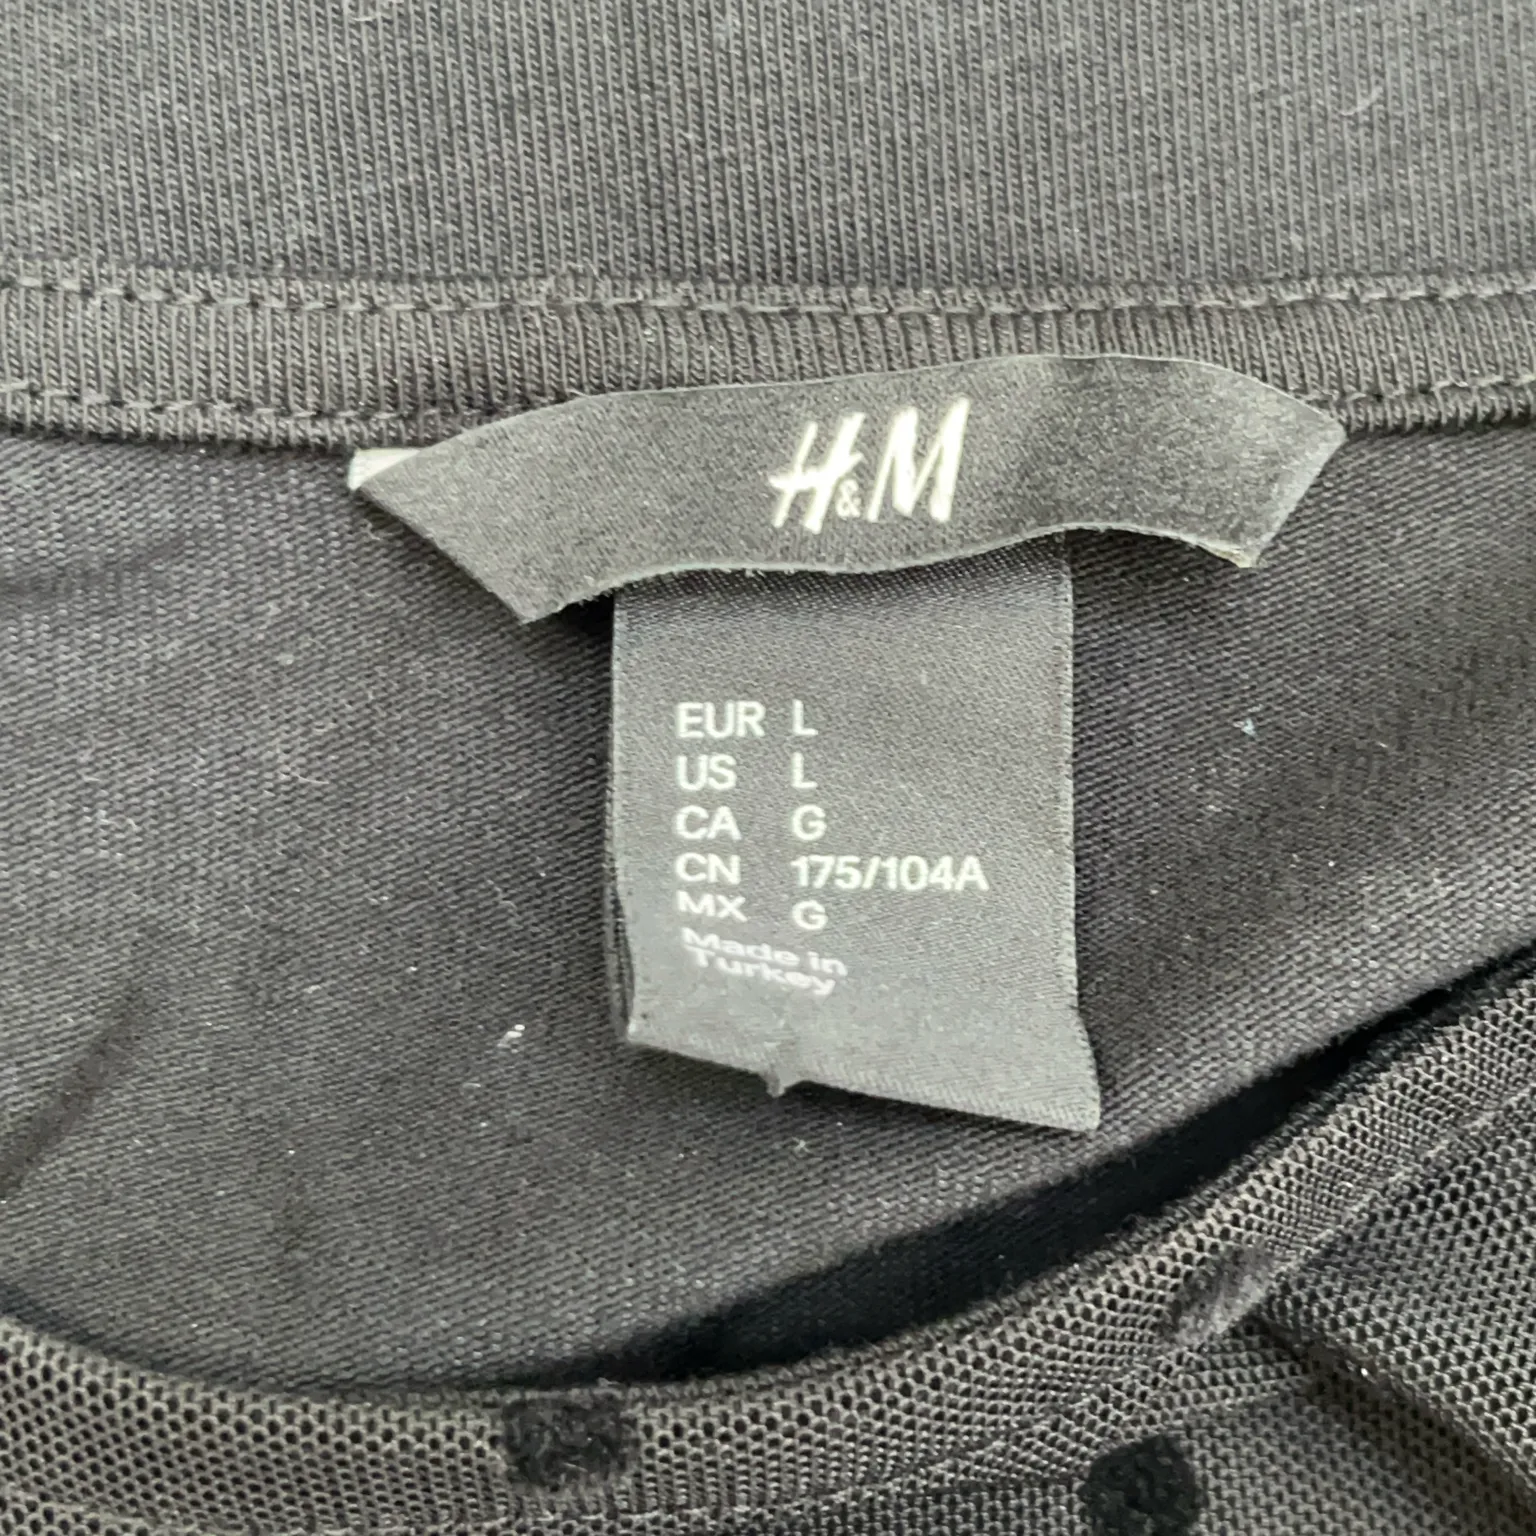 H&M
EUR L
US L
CA G
CN 175/104A
MX G
Made in
Turkey